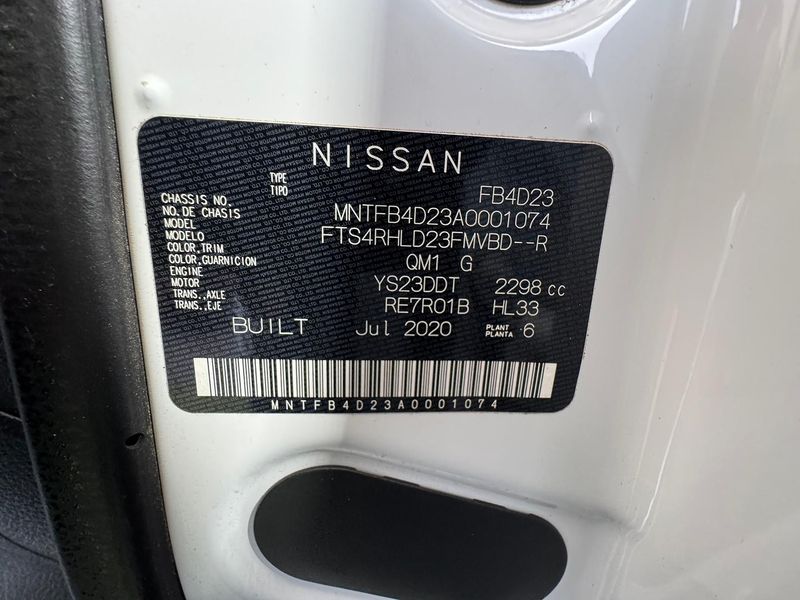 NISSAN
TYPE
TIPO FB4D23
CHASSIS NO.
NO. DE CHASIS MNTFB4D23A0001074
MODEL
MODELO FTS4RHLD23FMVBD--R
COLOR,TRIM
COLOR,GUARNICION QM1 G
ENGINE
MOTOR YS23DDT 2298 cc
TRANS.,AXLE
TRANS.,EJE RE7R01B HL33
BUILT Jul 2020 PLANT
PLANTA 6
MNTFB4D23A0001074